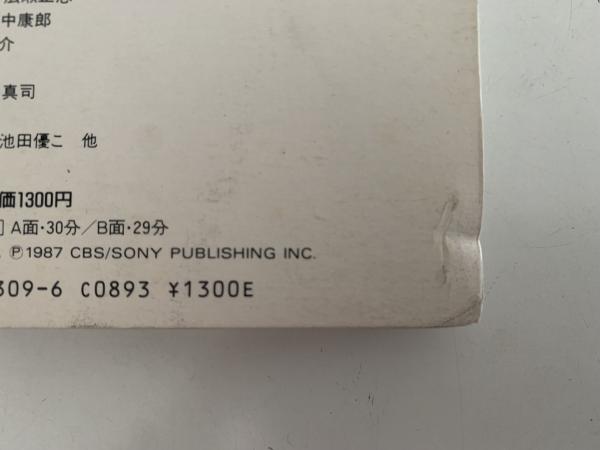 中康郎
介
真司
池田優こ 他
価1300円
] A面・30分／B面・29分
. Ⓟ1987 CBS/SONY PUBLISHING INC.
309-6 C0893 ¥1300E